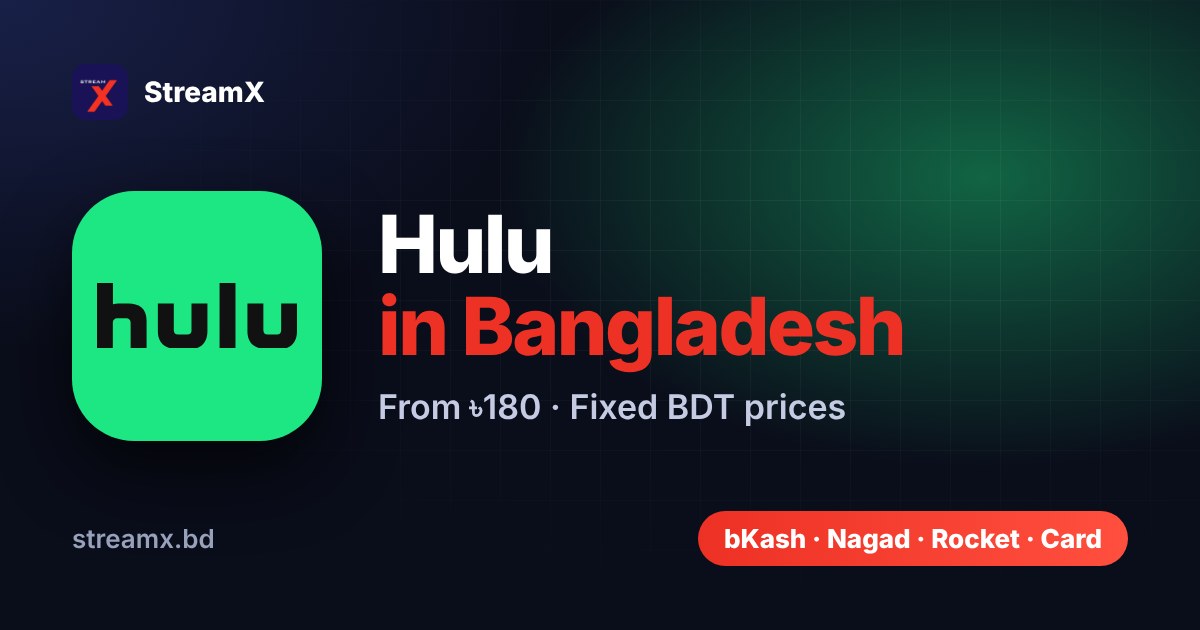 STREAM X
StreamX
hulu
Hulu
in Bangladesh
From ৳180 · Fixed BDT prices
streamx.bd
bKash · Nagad · Rocket · Card